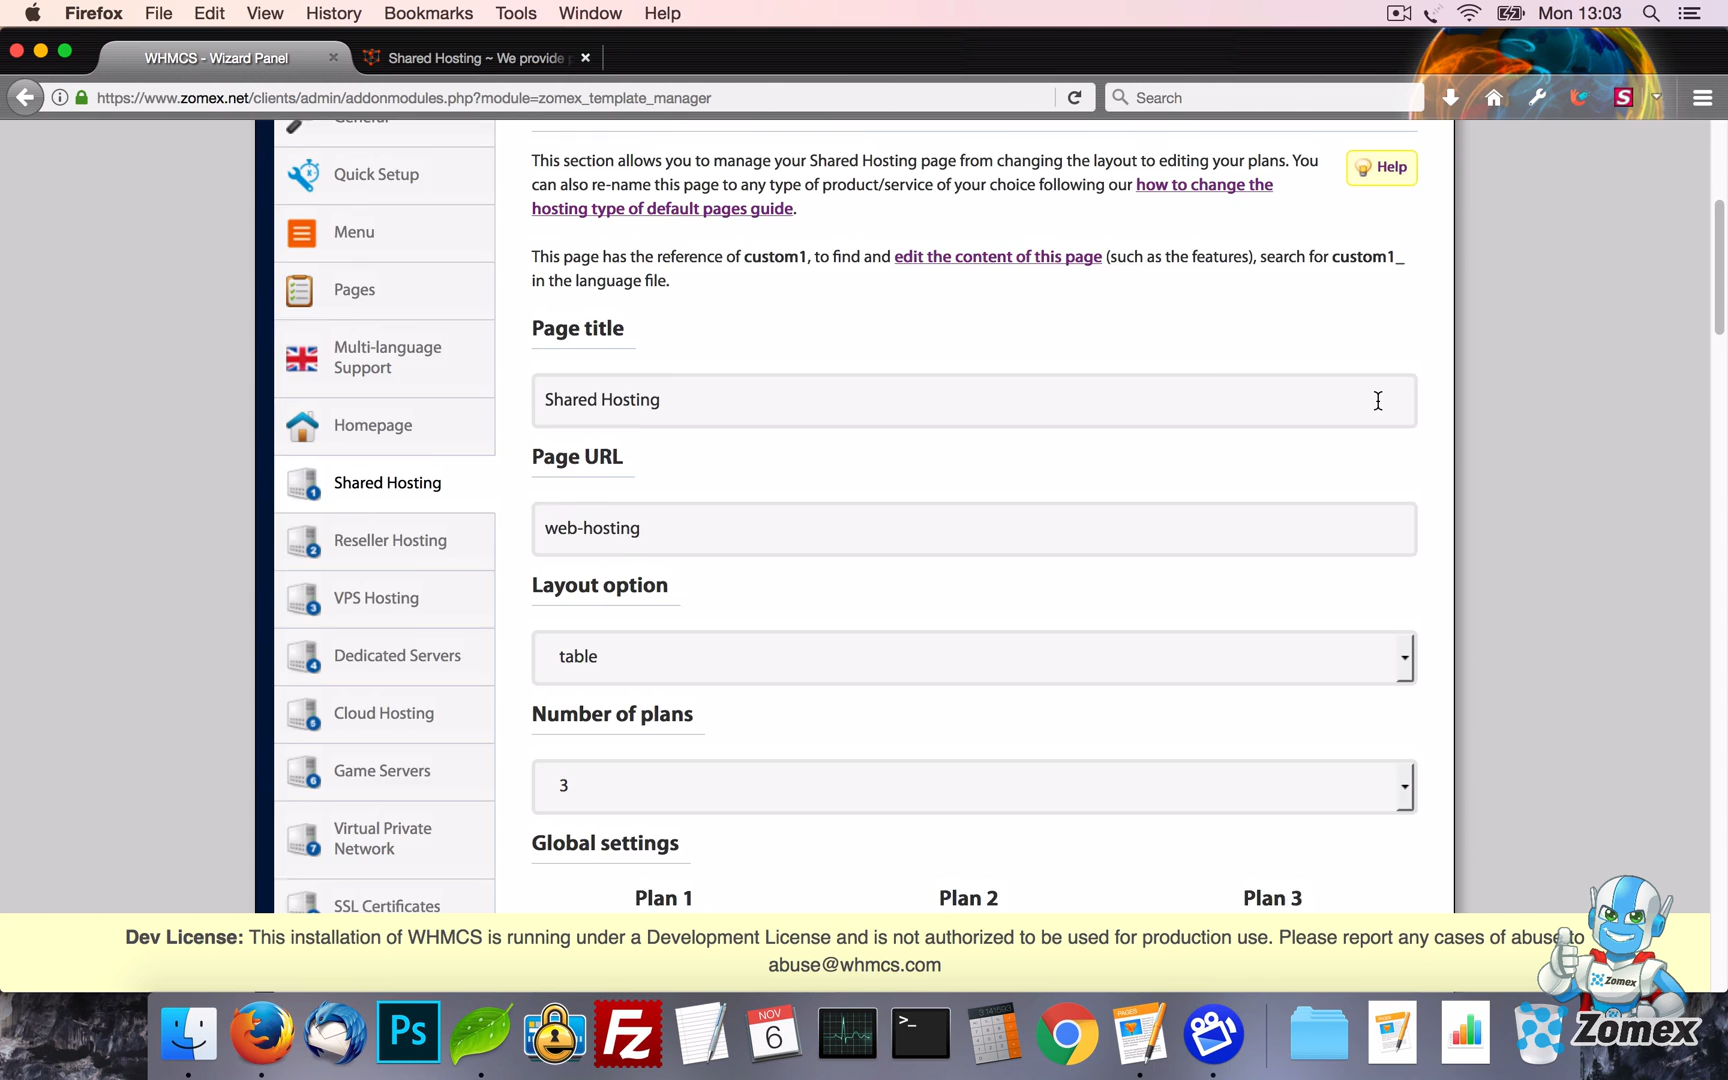 Firefox File Edit View History Bookmarks Tools Window Help Mon 13:03
WHMCS - Wizard Panel Shared Hosting ~ We provide
https://www.zomex.net/clients/admin/addonmodules.php?module=zomex_template_manager Search
General
Quick Setup
Menu
Pages
Multi-language
Support
Homepage
Shared Hosting
Reseller Hosting
VPS Hosting
Dedicated Servers
Cloud Hosting
Game Servers
Virtual Private
Network
SSL Certificates
This section allows you to manage your Shared Hosting page from changing the layout to editing your plans. You
can also re-name this page to any type of product/service of your choice following our how to change the
hosting type of default pages guide.
Help
This page has the reference of custom1, to find and edit the content of this page (such as the features), search for custom1_
in the language file.
Page title
Shared Hosting
Page URL
web-hosting
Layout option
table
Number of plans
3
Global settings
Plan 1 Plan 2 Plan 3
Dev License: This installation of WHMCS is running under a Development License and is not authorized to be used for production use. Please report any cases of abuse to
abuse@whmcs.com
Zomex
Ps
Fz
NOV
6
3.141593
PAGES
Zomex